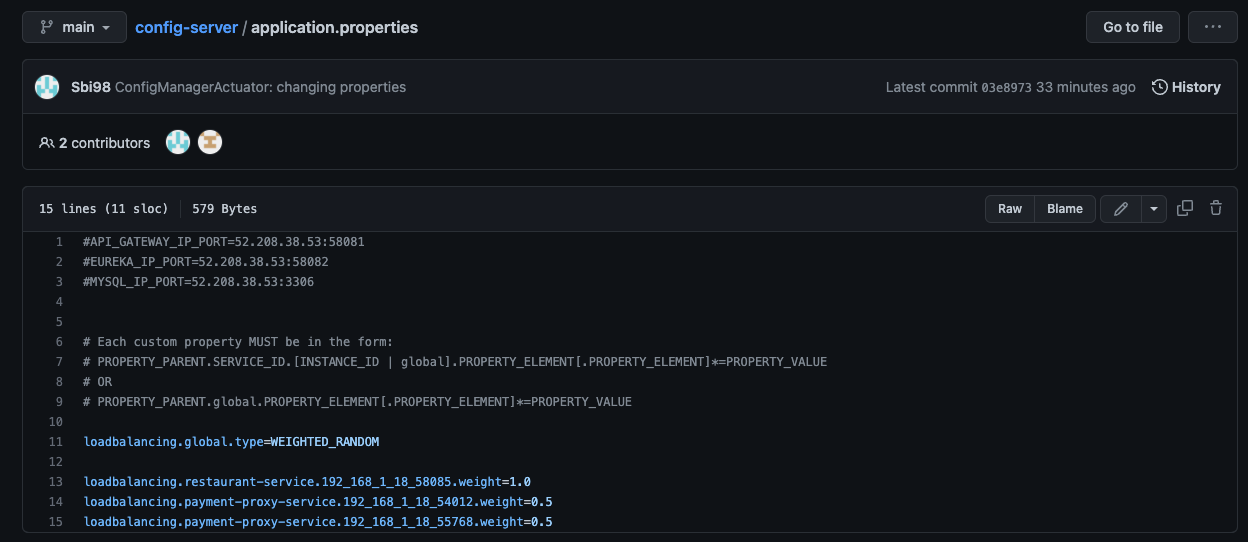 main
config-server / application.properties
Go to file
...
Sbi98 ConfigManagerActuator: changing properties
Latest commit 03e8973 33 minutes ago
History
2 contributors
15 lines (11 sloc)
579 Bytes
Raw
Blame
1 #API_GATEWAY_IP_PORT=52.208.38.53:58081
2 #EUREKA_IP_PORT=52.208.38.53:58082
3 #MYSQL_IP_PORT=52.208.38.53:3306
4
5
6 # Each custom property MUST be in the form:
7 # PROPERTY_PARENT.SERVICE_ID.[INSTANCE_ID | global].PROPERTY_ELEMENT[.PROPERTY_ELEMENT]*=PROPERTY_VALUE
8 # OR
9 # PROPERTY_PARENT.global.PROPERTY_ELEMENT[.PROPERTY_ELEMENT]*=PROPERTY_VALUE
10
11 loadbalancing.global.type=WEIGHTED_RANDOM
12
13 loadbalancing.restaurant-service.192_168_1_18_58085.weight=1.0
14 loadbalancing.payment-proxy-service.192_168_1_18_54012.weight=0.5
15 loadbalancing.payment-proxy-service.192_168_1_18_55768.weight=0.5